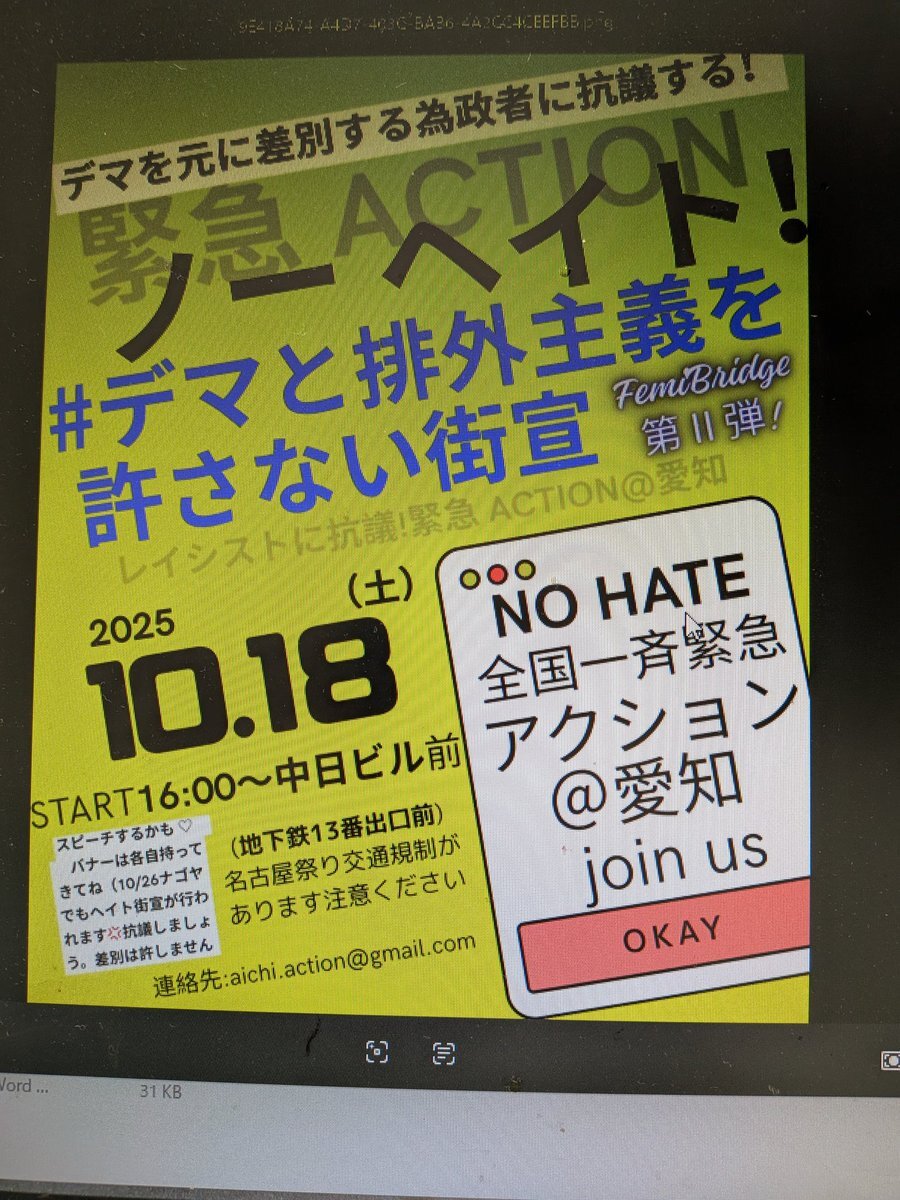 9E418A74-A4D7-403C-BA36-4A2CC4CEEFBB.png
デマを元に差別する為政者に抗議する！
緊急 ACTION
ノーヘイト！
#デマと排外主義を
許さない街宣
FemiBridge
第Ⅱ弾！
レイシストに抗議！緊急 ACTION@愛知
2025
（土）
10.18
START16:00〜中日ビル前
（地下鉄13番出口前）
名古屋祭り交通規制が
あります注意ください
スピーチするかも♡
バナーは各自持って
きてね（10/26ナゴヤ
でもヘイト街宣が行わ
れます💢抗議しましょ
う。差別は許しません
連絡先:aichi.action@gmail.com
NO HATE
全国一斉緊急
アクション
@愛知
join us
OKAY
Word ...
31 KB